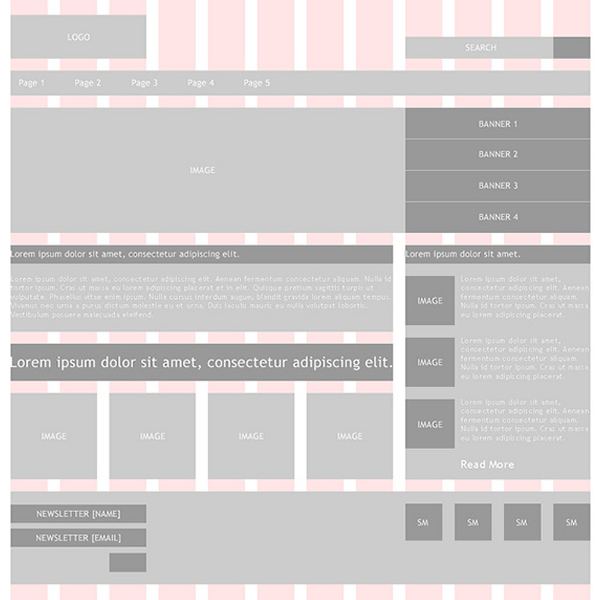 LOGO
SEARCH
Page 1 Page 2 Page 3 Page 4 Page 5
IMAGE
BANNER 1
BANNER 2
BANNER 3
BANNER 4
Lorem ipsum dolor sit amet, consectetur adipiscing elit.
Lorem ipsum dolor sit amet, consectetur adipiscing elit. Aenean fermentum consectetur aliquam. Nulla id
tortor ipsum. Cras ut massa eu lorem adipiscing placerat et in elit. Quisque pretium sagittis turpis ut
vulputate. Phasellus vitae enim ipsum. Nulla cursus interdum augue, blandit gravida lorem aliquam tempus.
Vivamus nec urna a purus dictum ornare et eu urna. Duis iaculis mauris eu nulla volutpat lobortis.
Vestibulum posuere malesuada eleifend.
Lorem ipsum dolor sit amet, consectetur adipiscing elit.
IMAGE
IMAGE
IMAGE
IMAGE
Lorem ipsum dolor sit amet.
IMAGE
Lorem ipsum dolor sit amet,
consectetur adipiscing elit. Aenean
fermentum consectetur aliquam.
Nulla id tortor ipsum. Cras ut massa
eu lorem adipiscing placerat.
IMAGE
Lorem ipsum dolor sit amet,
consectetur adipiscing elit. Aenean
fermentum consectetur aliquam.
Nulla id tortor ipsum. Cras ut massa
eu lorem adipiscing placerat.
IMAGE
Lorem ipsum dolor sit amet,
consectetur adipiscing elit. Aenean
fermentum consectetur aliquam.
Nulla id tortor ipsum. Cras ut massa
eu lorem adipiscing placerat.
Read More
NEWSLETTER [NAME]
NEWSLETTER [EMAIL]
SM SM SM SM